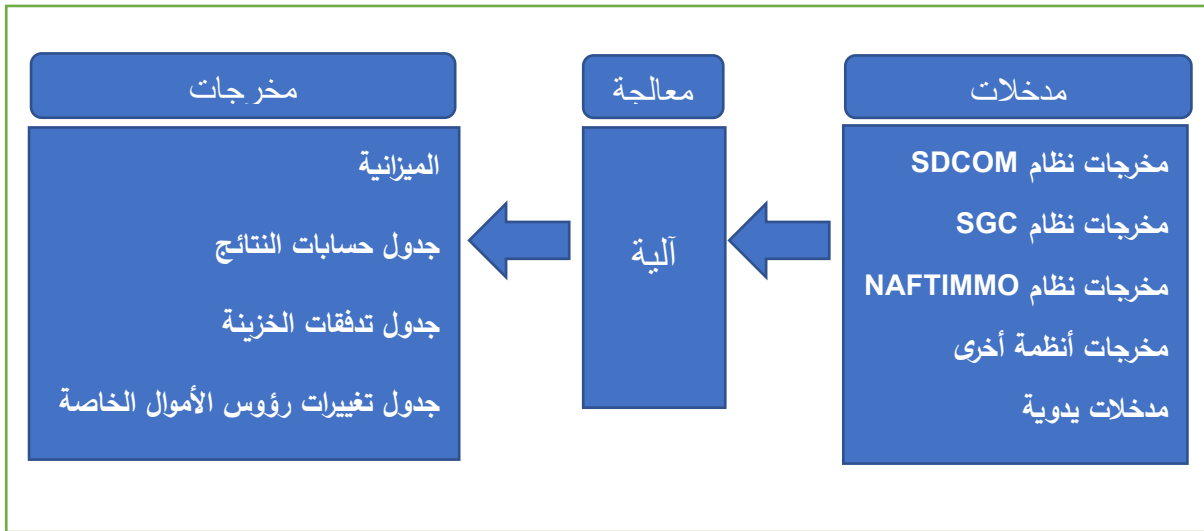 مدخلات
مخرجات نظام SDCOM
مخرجات نظام SGC
مخرجات نظام NAFTIMMO
مخرجات أنظمة أخرى
مدخلات يدوية
معالجة
آلية
مخرجات
الميزانية
جدول حسابات النتائج
جدول تدفقات الخزينة
جدول تغييرات رؤوس الأموال الخاصة